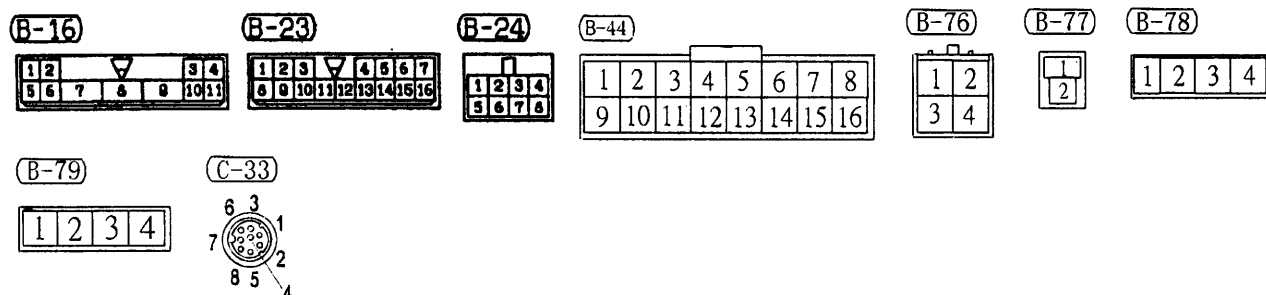 B-16
B-23
B-24
B-44
B-76
B-77
B-78
1 2 3 4
5 6 7 8 9 10 11
1 2 3 4 5 6 7
8 9 10 11 12 13 14 15 16
1 2 3 4
5 6 7 8
1 2 3 4 5 6 7 8
9 10 11 12 13 14 15 16
1 2
3 4
1
2
1 2 3 4
B-79
C-33
1 2 3 4
6 3
1
7
2
8 5
4